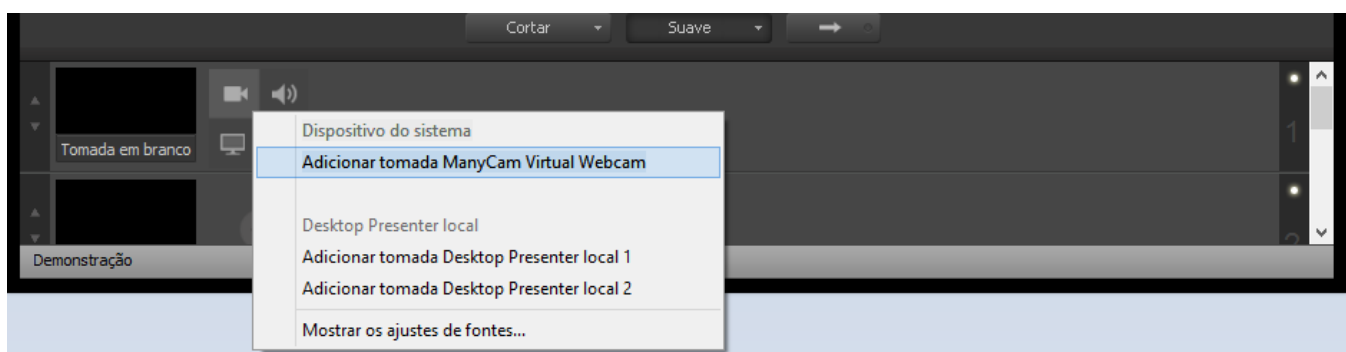 Cortar
Suave
Tomada em branco
1
Dispositivo do sistema
Adicionar tomada ManyCam Virtual Webcam
Desktop Presenter local
Adicionar tomada Desktop Presenter local 1
Adicionar tomada Desktop Presenter local 2
Mostrar os ajustes de fontes...
2
Demonstração